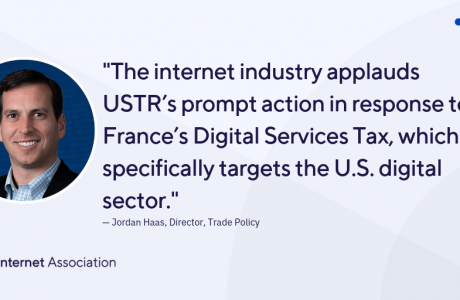 "The internet industry applauds
USTR's prompt action in response to
France's Digital Services Tax, which
specifically targets the U.S. digital
sector."
— Jordan Haas, Director, Trade Policy
nternet Association